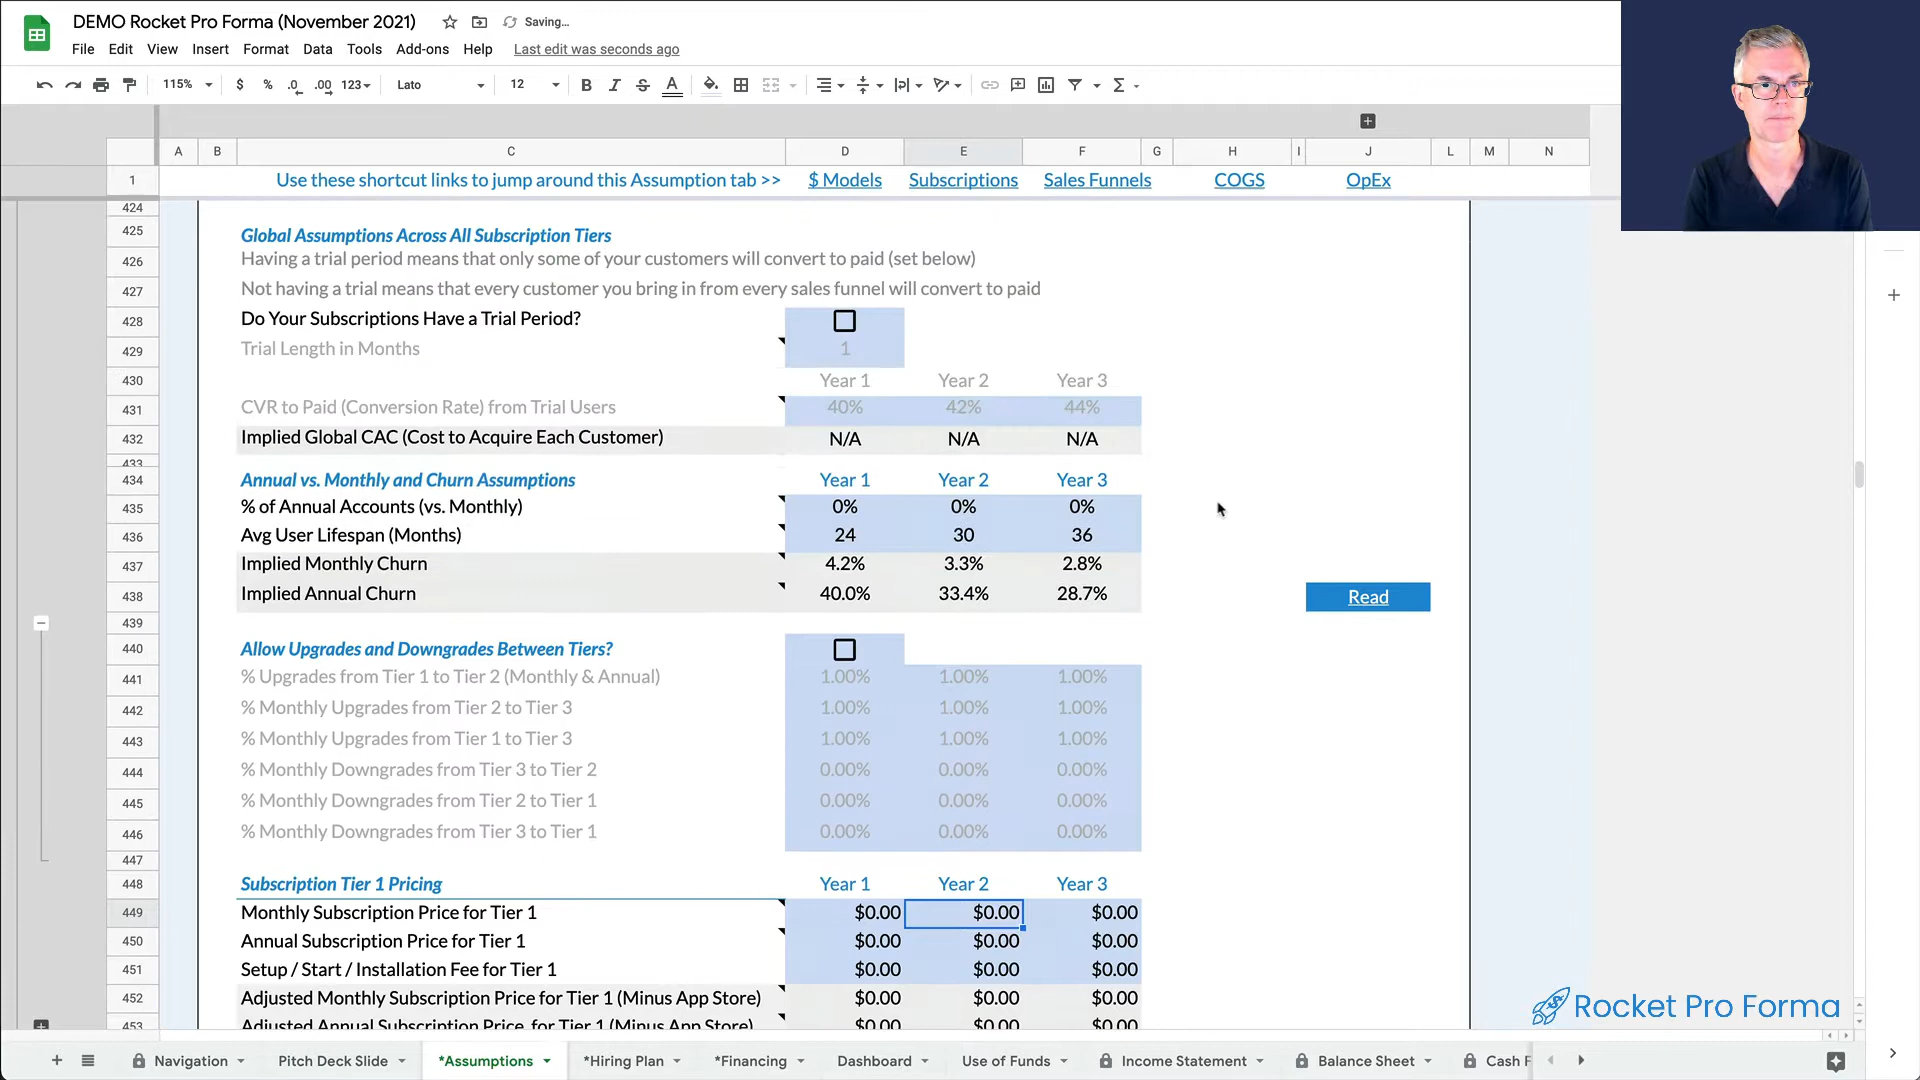 DEMO Rocket Pro Forma (November 2021) Saving...
File Edit View Insert Format Data Tools Add-ons Help Last edit was seconds ago
115% $ % .0 .00 123 Lato 12 B I S A
A B C D E F G H I J L M N
1 Use these shortcut links to jump around this Assumption tab >> $ Models Subscriptions Sales Funnels COGS OpEx
424
425 Global Assumptions Across All Subscription Tiers
426 Having a trial period means that only some of your customers will convert to paid (set below)
427 Not having a trial means that every customer you bring in from every sales funnel will convert to paid
428 Do Your Subscriptions Have a Trial Period?
429 Trial Length in Months 1
430 Year 1 Year 2 Year 3
431 CVR to Paid (Conversion Rate) from Trial Users 40% 42% 44%
432 Implied Global CAC (Cost to Acquire Each Customer) N/A N/A N/A
433
434 Annual vs. Monthly and Churn Assumptions Year 1 Year 2 Year 3
435 % of Annual Accounts (vs. Monthly) 0% 0% 0%
436 Avg User Lifespan (Months) 24 30 36
437 Implied Monthly Churn 4.2% 3.3% 2.8%
438 Implied Annual Churn 40.0% 33.4% 28.7% Read
439
440 Allow Upgrades and Downgrades Between Tiers?
441 % Upgrades from Tier 1 to Tier 2 (Monthly & Annual) 1.00% 1.00% 1.00%
442 % Monthly Upgrades from Tier 2 to Tier 3 1.00% 1.00% 1.00%
443 % Monthly Upgrades from Tier 1 to Tier 3 1.00% 1.00% 1.00%
444 % Monthly Downgrades from Tier 3 to Tier 2 0.00% 0.00% 0.00%
445 % Monthly Downgrades from Tier 2 to Tier 1 0.00% 0.00% 0.00%
446 % Monthly Downgrades from Tier 3 to Tier 1 0.00% 0.00% 0.00%
447
448 Subscription Tier 1 Pricing Year 1 Year 2 Year 3
449 Monthly Subscription Price for Tier 1 $0.00 $0.00 $0.00
450 Annual Subscription Price for Tier 1 $0.00 $0.00 $0.00
451 Setup / Start / Installation Fee for Tier 1 $0.00 $0.00 $0.00
452 Adjusted Monthly Subscription Price for Tier 1 (Minus App Store) $0.00 $0.00 $0.00
453 Adjusted Annual Subscription Price for Tier 1 (Minus App Store) $0.00 $0.00 $0.00
Rocket Pro Forma
Navigation Pitch Deck Slide *Assumptions *Hiring Plan *Financing Dashboard Use of Funds Income Statement Balance Sheet Cash F